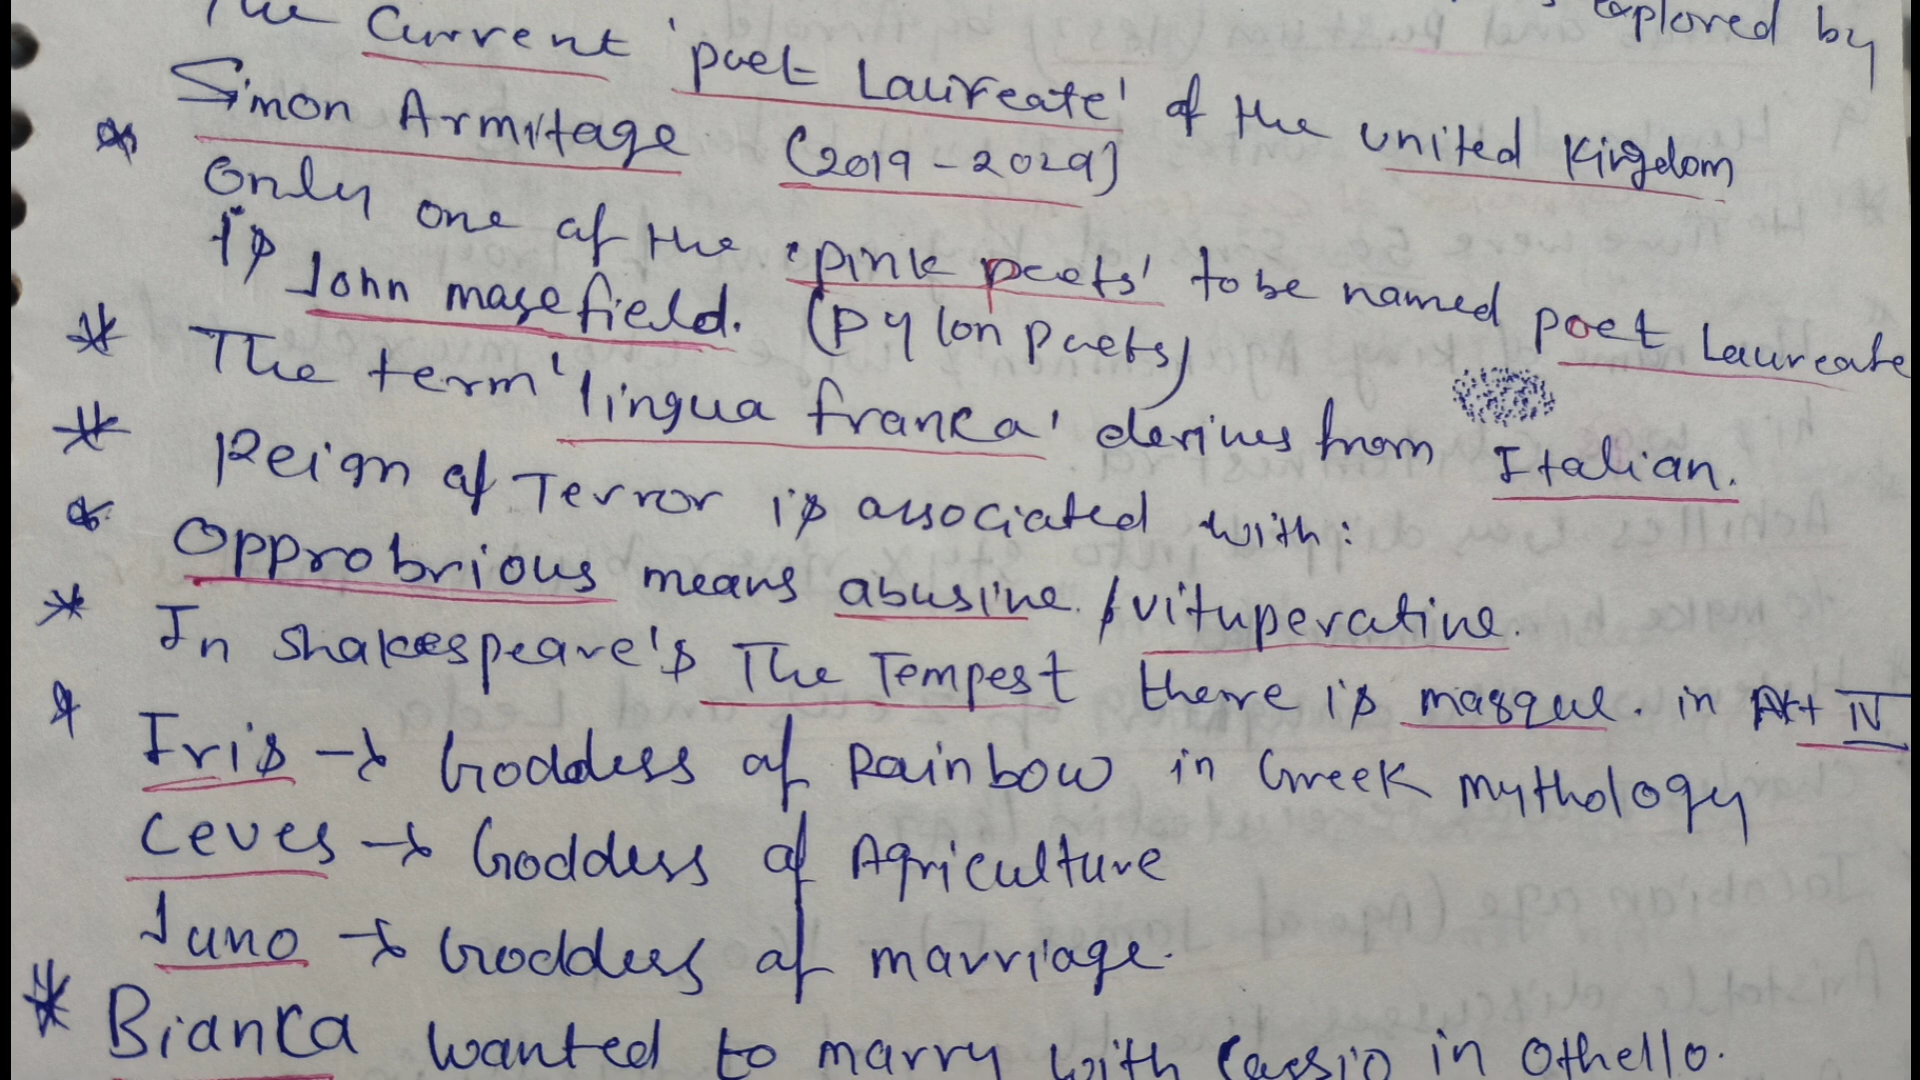 explored by
The Current 'poet Laureate' of the United Kingdom
Simon Armitage (2019-2029)
* Only one of the 'pink poets' to be named poet Laureate
is John masefield. (Pylon Poets)
* The term 'lingua franca' derives from Italian.
* Reign of Terror is associated with:
* Opprobrious means abusive / vituperative.
* In Shakespeare's The Tempest there is masque. in Act IV
* Iris → Goddess of Rainbow in Greek Mythology
Ceres → Goddess of Agriculture
Juno → Goddess of marriage.
* Bianca wanted to marry with Cassio in Othello.